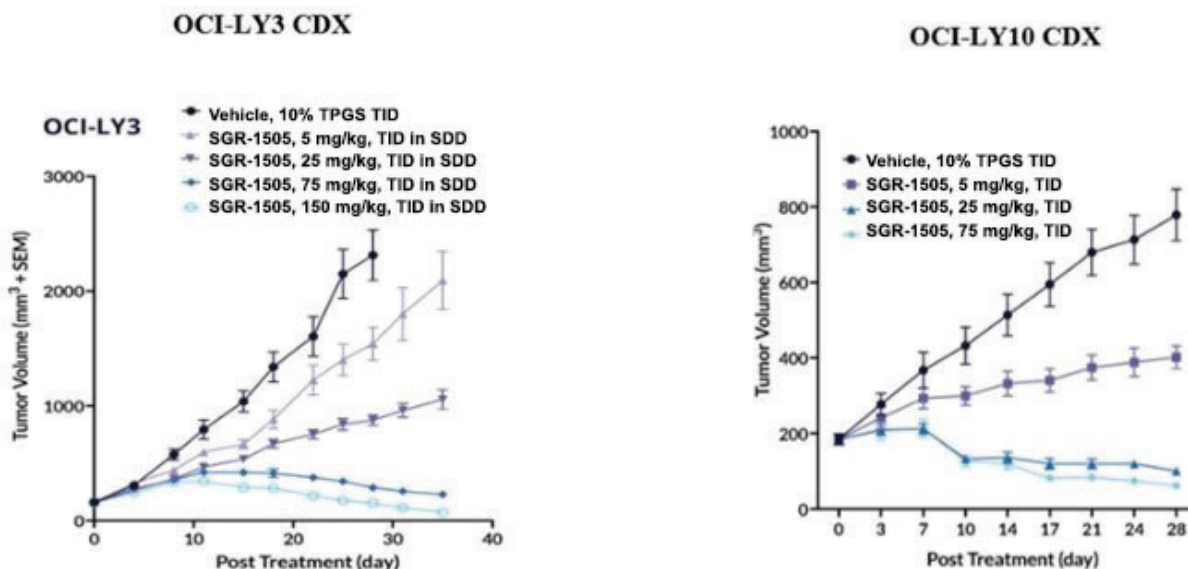 OCI-LY3 CDX
OCI-LY3
Vehicle, 10% TPGS TID
SGR-1505, 5 mg/kg, TID in SDD
SGR-1505, 25 mg/kg, TID in SDD
SGR-1505, 75 mg/kg, TID in SDD
SGR-1505, 150 mg/kg, TID in SDD
Tumor Volume (mm³ + SEM)
3000
2000
1000
0
0 10 20 30 40
Post Treatment (day)
OCI-LY10 CDX
Vehicle, 10% TPGS TID
SGR-1505, 5 mg/kg, TID
SGR-1505, 25 mg/kg, TID
SGR-1505, 75 mg/kg, TID
Tumor Volume (mm³)
1000
800
600
400
200
0
0 3 7 10 14 17 21 24 28
Post Treatment (day)